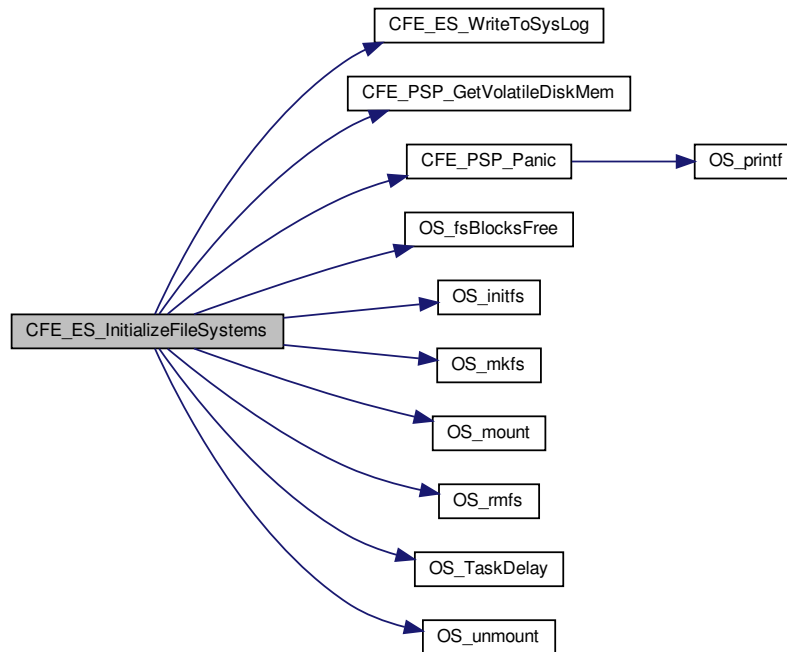 CFE_ES_WriteToSysLog
CFE_PSP_GetVolatileDiskMem
CFE_PSP_Panic
OS_printf
OS_fsBlocksFree
OS_initfs
CFE_ES_InitializeFileSystems
OS_mkfs
OS_mount
OS_rmfs
OS_TaskDelay
OS_unmount